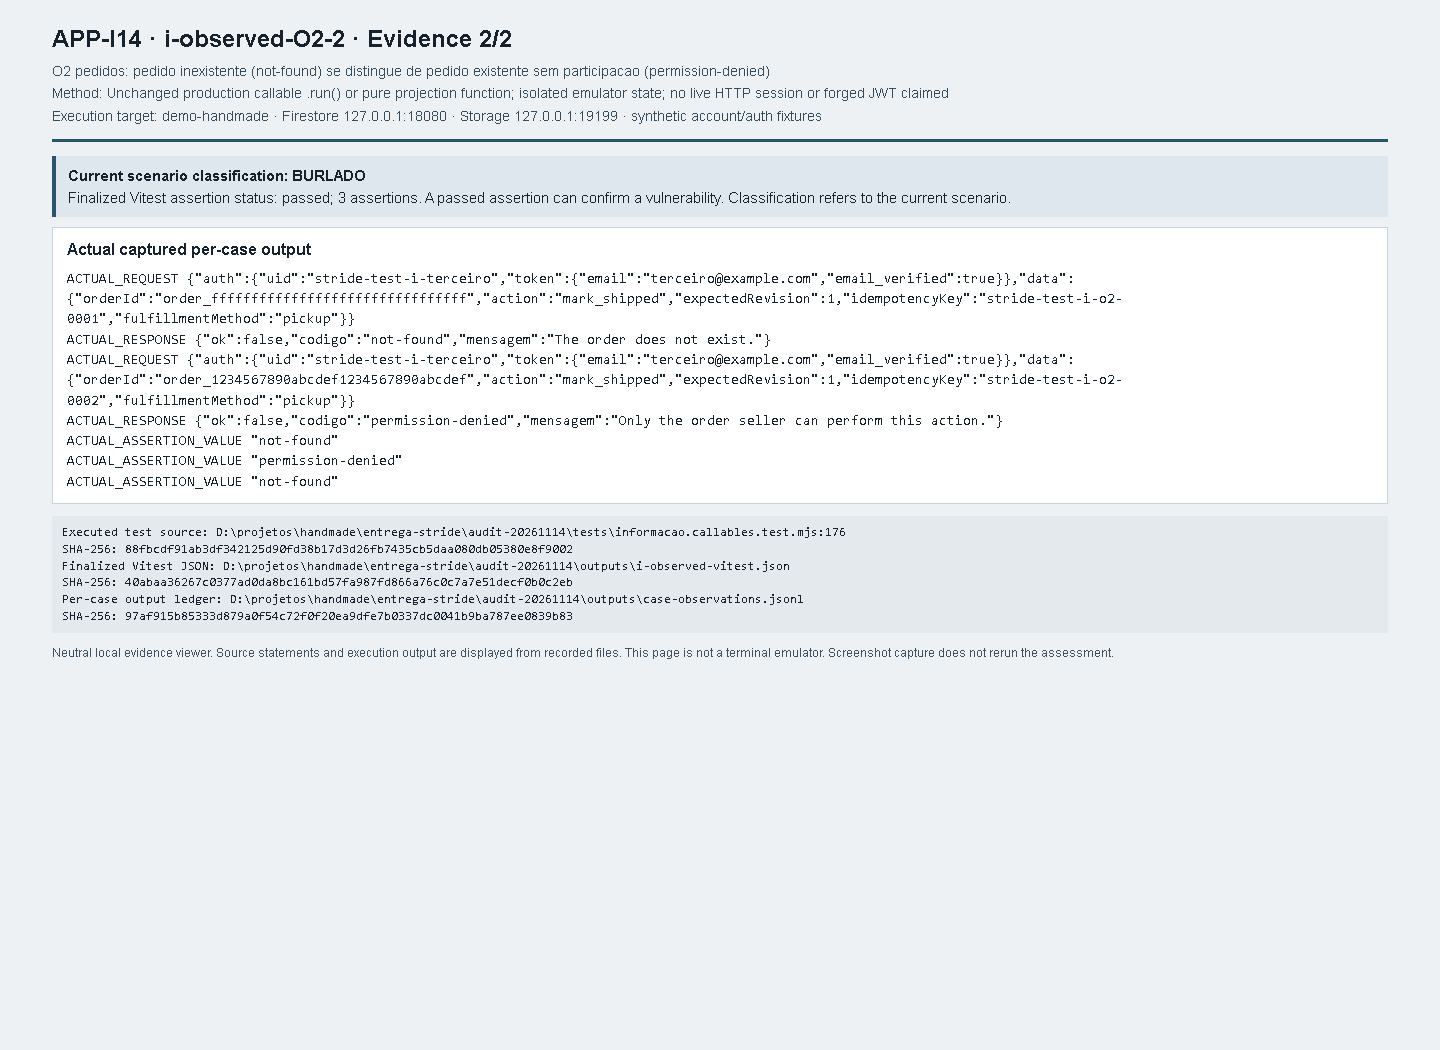 APP-I14 · i-observed-O2-2 · Evidence 2/2
O2 pedidos: pedido inexistente (not-found) se distingue de pedido existente sem participacao (permission-denied)
Method: Unchanged production callable .run() or pure projection function; isolated emulator state; no live HTTP session or forged JWT claimed
Execution target: demo-handmade · Firestore 127.0.0.1:18080 · Storage 127.0.0.1:19199 · synthetic account/auth fixtures
Current scenario classification: BURLADO
Finalized Vitest assertion status: passed; 3 assertions. A passed assertion can confirm a vulnerability. Classification refers to the current scenario.
Actual captured per-case output
ACTUAL_REQUEST {"auth":{"uid":"stride-test-i-terceiro","token":{"email":"terceiro@example.com","email_verified":true}},"data":
{"orderId":"order_ffffffffffffffffffffffffffffffff","action":"mark_shipped","expectedRevision":1,"idempotencyKey":"stride-test-i-o2-
0001","fulfillmentMethod":"pickup"}}
ACTUAL_RESPONSE {"ok":false,"codigo":"not-found","mensagem":"The order does not exist."}
ACTUAL_REQUEST {"auth":{"uid":"stride-test-i-terceiro","token":{"email":"terceiro@example.com","email_verified":true}},"data":
{"orderId":"order_1234567890abcdef1234567890abcdef","action":"mark_shipped","expectedRevision":1,"idempotencyKey":"stride-test-i-o2-
0002","fulfillmentMethod":"pickup"}}
ACTUAL_RESPONSE {"ok":false,"codigo":"permission-denied","mensagem":"Only the order seller can perform this action."}
ACTUAL_ASSERTION_VALUE "not-found"
ACTUAL_ASSERTION_VALUE "permission-denied"
ACTUAL_ASSERTION_VALUE "not-found"
Executed test source: D:\projetos\handmade\entrega-stride\audit-20261114\tests\informacao.callables.test.mjs:176
SHA-256: 88fbcdf91ab3df342125d90fd38b17d3d26fb7435cb5daa080db05380e8f9002
Finalized Vitest JSON: D:\projetos\handmade\entrega-stride\audit-20261114\outputs\i-observed-vitest.json
SHA-256: 40abaa36267c0377ad0da8bc161bd57fa987fd866a76c0c7a7e51decf0b0c2eb
Per-case output ledger: D:\projetos\handmade\entrega-stride\audit-20261114\outputs\case-observations.jsonl
SHA-256: 97af915b85333d879a0f54c72f0f20ea9dfe7b0337dc0041b9ba787ee0839b83
Neutral local evidence viewer. Source statements and execution output are displayed from recorded files. This page is not a terminal emulator. Screenshot capture does not rerun the assessment.